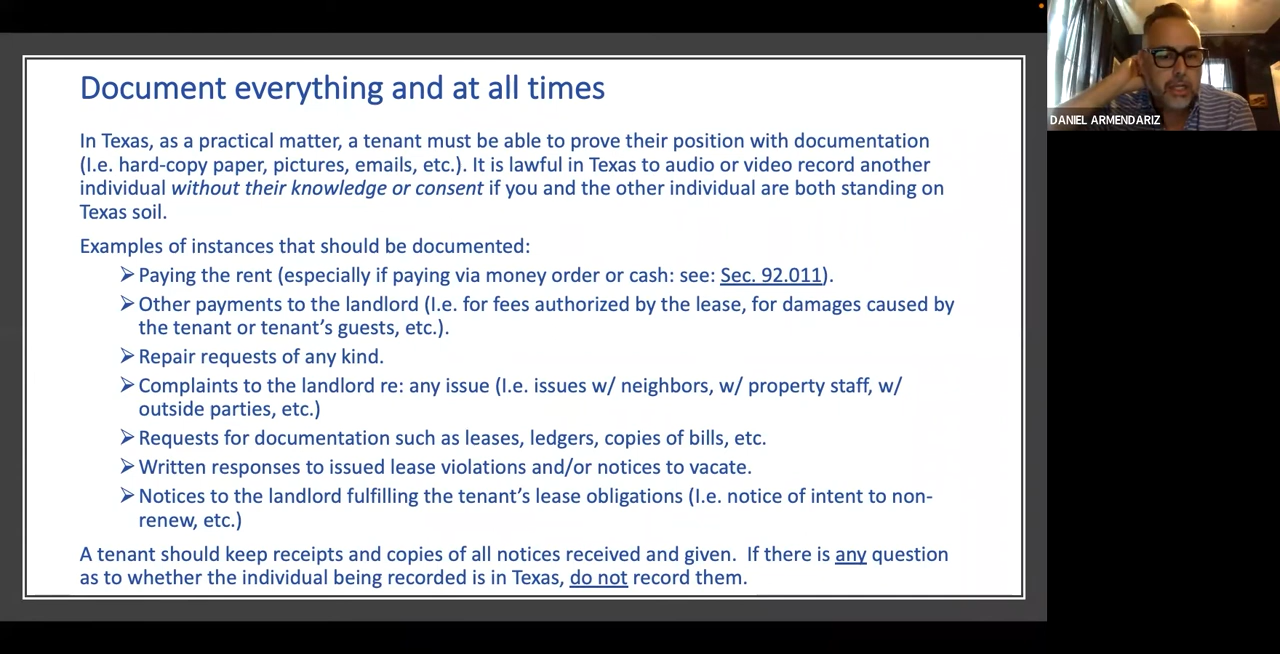 Document everything and at all times
In Texas, as a practical matter, a tenant must be able to prove their position with documentation
(I.e. hard-copy paper, pictures, emails, etc.). It is lawful in Texas to audio or video record another
individual without their knowledge or consent if you and the other individual are both standing on
Texas soil.
Examples of instances that should be documented:
➢ Paying the rent (especially if paying via money order or cash: see: Sec. 92.011).
➢ Other payments to the landlord (I.e. for fees authorized by the lease, for damages caused by
the tenant or tenant’s guests, etc.).
➢ Repair requests of any kind.
➢ Complaints to the landlord re: any issue (I.e. issues w/ neighbors, w/ property staff, w/
outside parties, etc.)
➢ Requests for documentation such as leases, ledgers, copies of bills, etc.
➢ Written responses to issued lease violations and/or notices to vacate.
➢ Notices to the landlord fulfilling the tenant’s lease obligations (I.e. notice of intent to non-
renew, etc.)
A tenant should keep receipts and copies of all notices received and given.  If there is any question
as to whether the individual being recorded is in Texas, do not record them.
DANIEL ARMENDARIZ